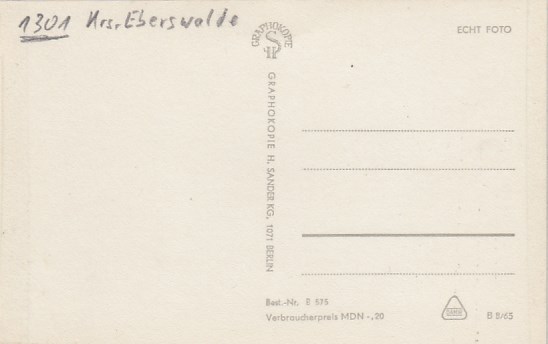 1301 Krs. Eberswalde
GRAPHOKOPIE
ECHT FOTO
GRAPHOKOPIE H. SANDER KG, 1071 BERLIN
Best.-Nr. E 575
Verbraucherpreis MDN -,20
B 8/65